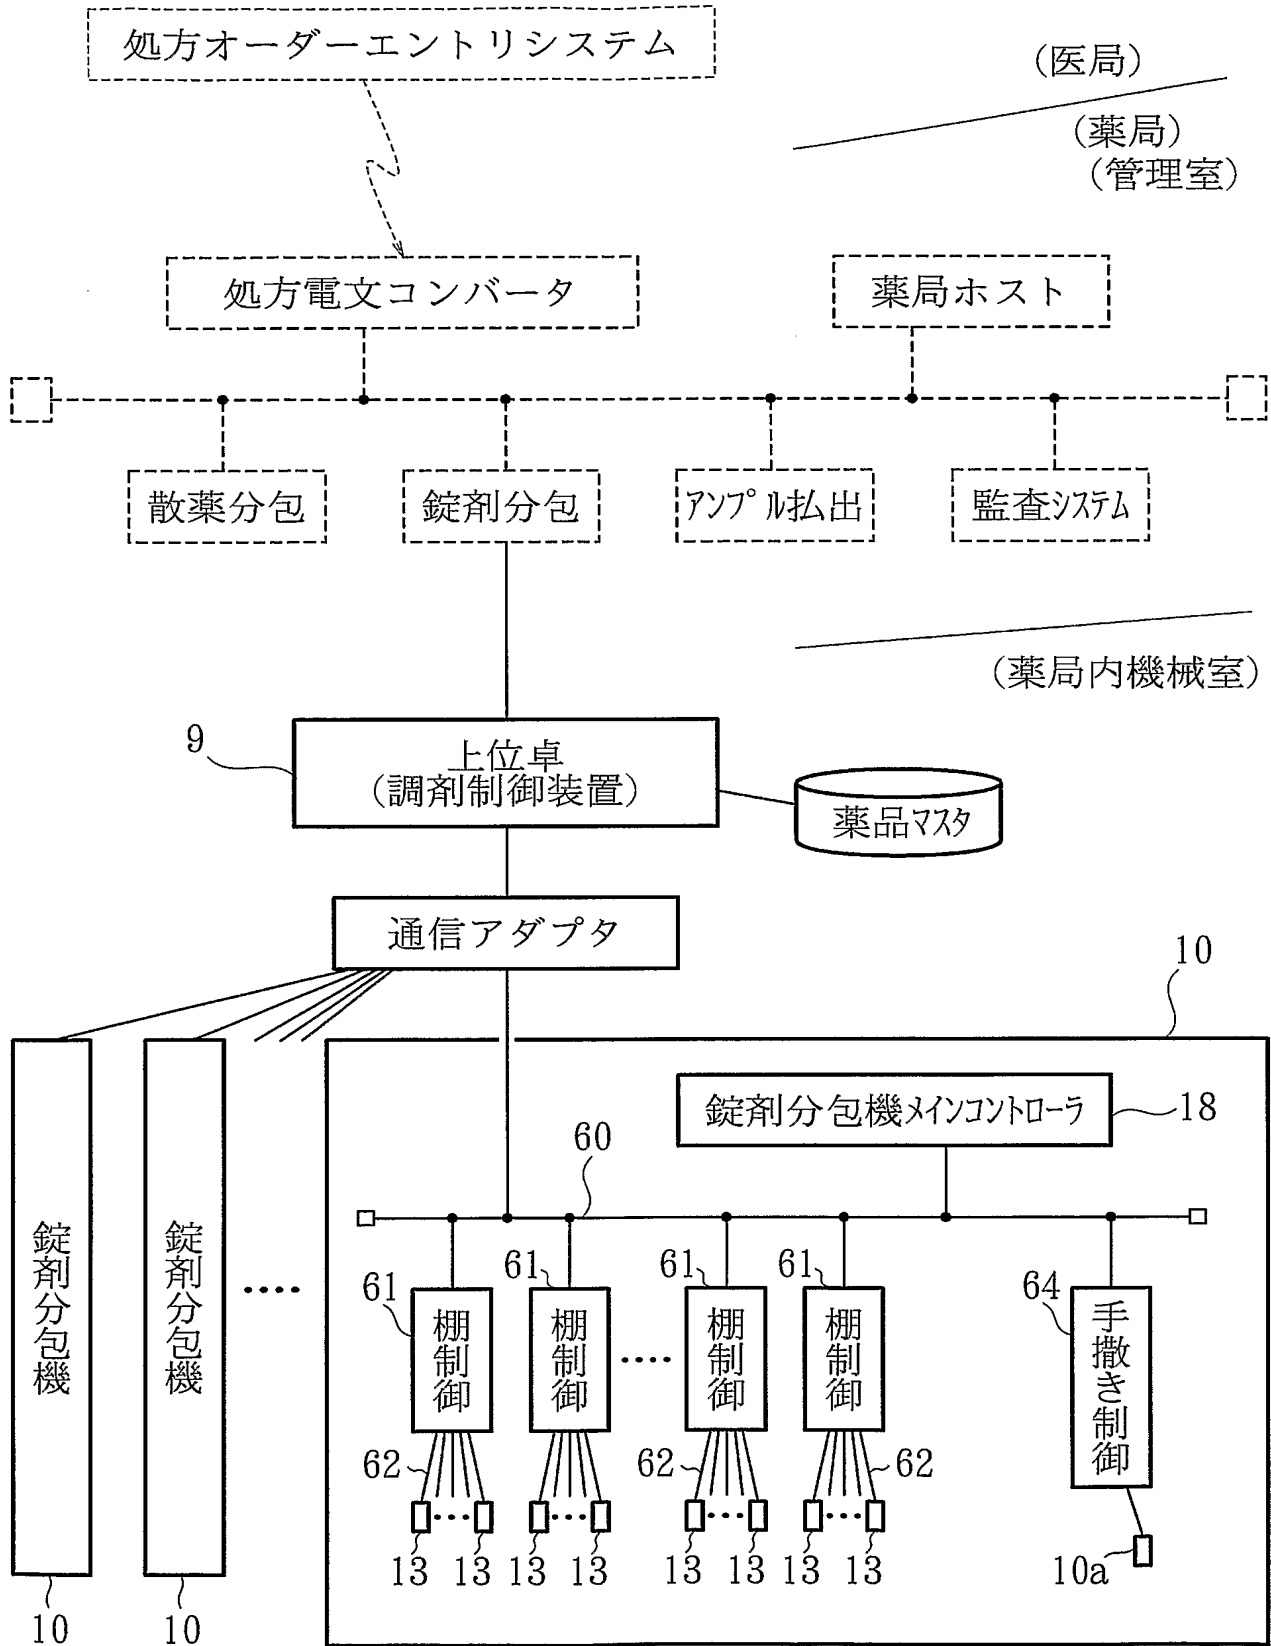 処方オーダーエントリシステム
(医局)
(薬局)
(管理室)
処方電文コンバータ
薬局ホスト
散薬分包
錠剤分包
ｱﾝﾌﾟﾙ払出
監査ｼｽﾃﾑ
(薬局内機械室)
9
上位卓
(調剤制御装置)
薬品ﾏｽﾀ
通信アダプタ
10
錠剤分包機ﾒｲﾝｺﾝﾄﾛｰﾗ
18
60
錠剤分包機
錠剤分包機
61
61
61
61
64
棚制御
棚制御
棚制御
棚制御
手撒き制御
62
62
62
13
13
13
13
13
13
13
13
10a
10
10